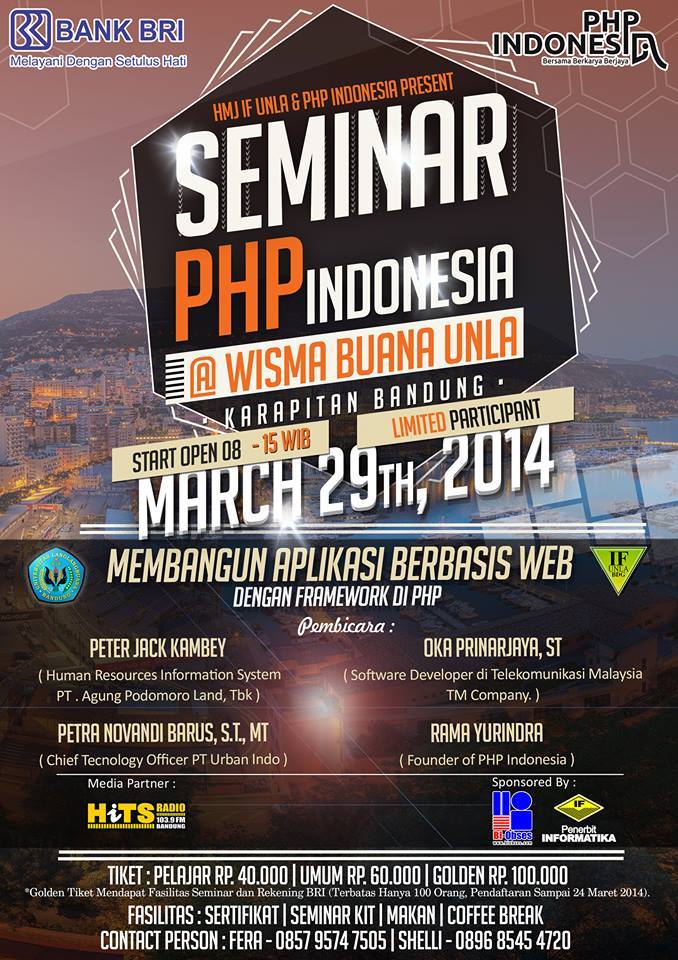 BRI BANK BRI
Melayani Dengan Setulus Hati
PHP
INDONESIA
Bersama Berkarya Berjaya
HMJ IF UNLA & PHP INDONESIA PRESENT
SEMINAR
PHP INDONESIA
@ WISMA BUANA UNLA
· KARAPITAN BANDUNG ·
START OPEN 08 - 15 WIB
LIMITED PARTICIPANT
MARCH 29TH, 2014
MEMBANGUN APLIKASI BERBASIS WEB
DENGAN FRAMEWORK DI PHP
IF
UNLA
BDG
Pembicara :
PETER JACK KAMBEY
( Human Resources Information System
PT . Agung Podomoro Land, Tbk )
OKA PRINARJAYA, ST
( Software Developer di Telekomunikasi Malaysia
TM Company. )
PETRA NOVANDI BARUS, S.T., MT
( Chief Tecnology Officer PT Urban Indo )
RAMA YURINDRA
( Founder of PHP Indonesia )
Media Partner :
HiTS RADIO
103.9 FM
BANDUNG
Sponsored By :
Bi-Obses
IF
Penerbit
INFORMATIKA
TIKET : PELAJAR RP. 40.000 | UMUM RP. 60.000 | GOLDEN RP. 100.000
*Golden Tiket Mendapat Fasilitas Seminar dan Rekening BRI (Terbatas Hanya 100 Orang, Pendaftaran Sampai 24 Maret 2014).
FASILITAS : SERTIFIKAT | SEMINAR KIT | MAKAN | COFFEE BREAK
CONTACT PERSON : FERA - 0857 9574 7505 | SHELLI - 0896 8545 4720